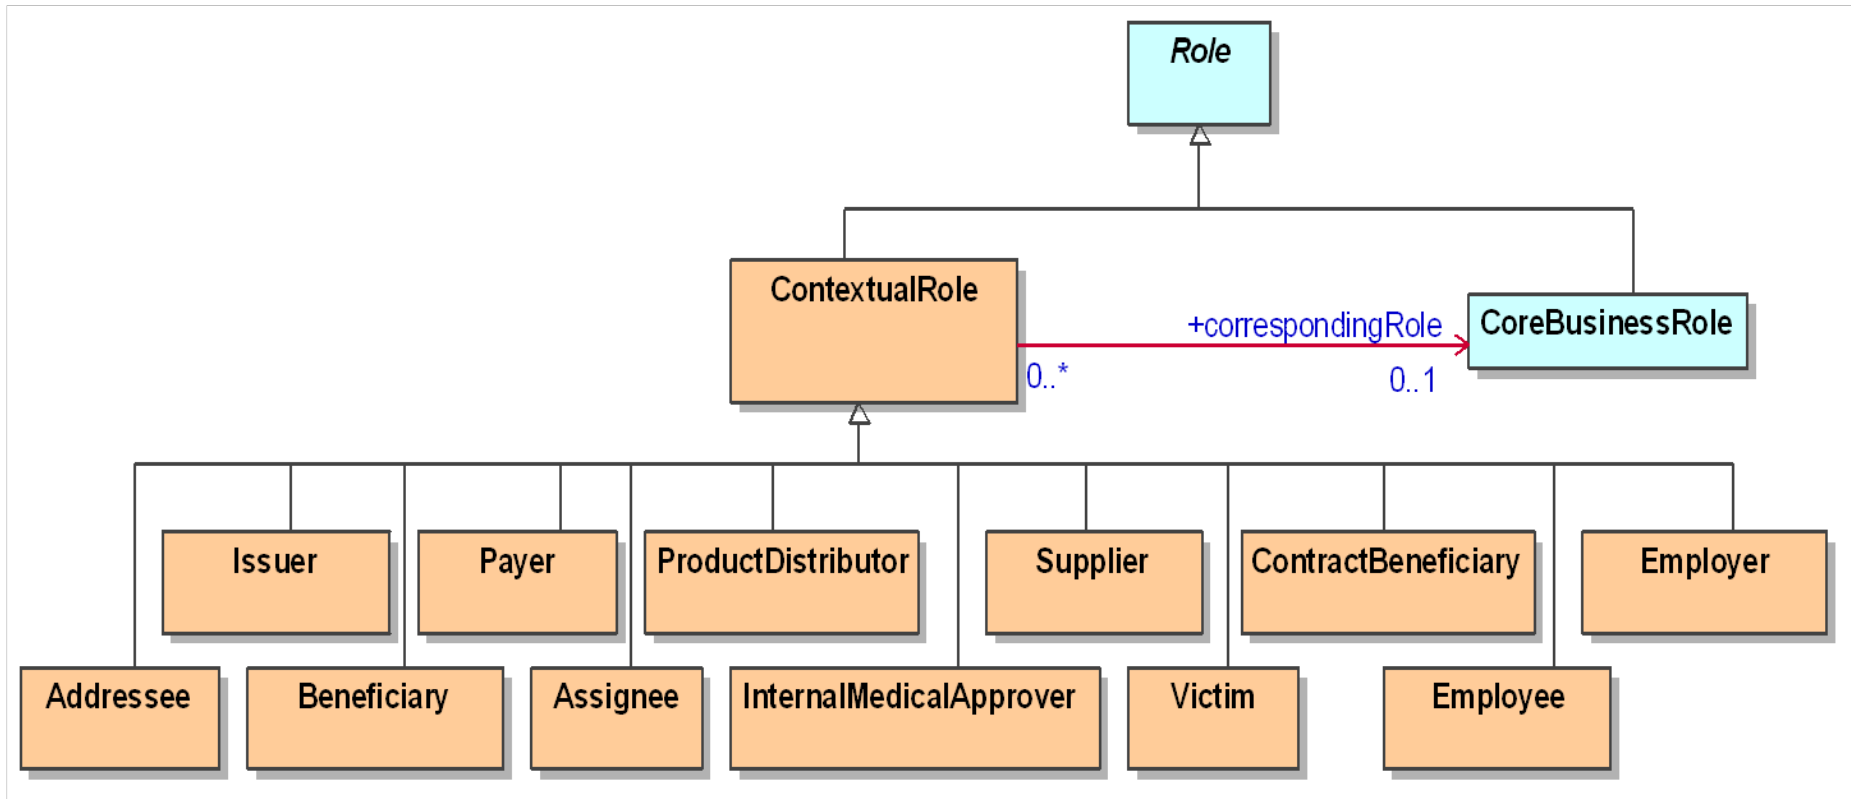 Role
ContextualRole
+correspondingRole
CoreBusinessRole
0..*
0..1
Issuer
Payer
ProductDistributor
Supplier
ContractBeneficiary
Employer
Addressee
Beneficiary
Assignee
InternalMedicalApprover
Victim
Employee